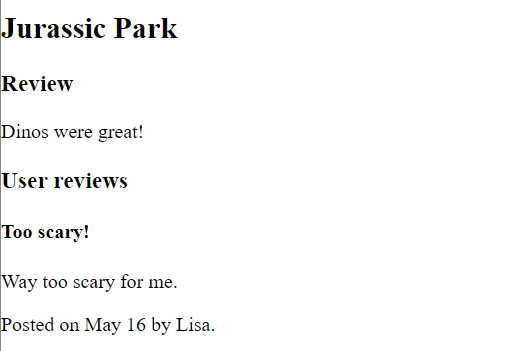 Jurassic Park
Review
Dinos were great!
User reviews
Too scary!
Way too scary for me.
Posted on May 16 by Lisa.